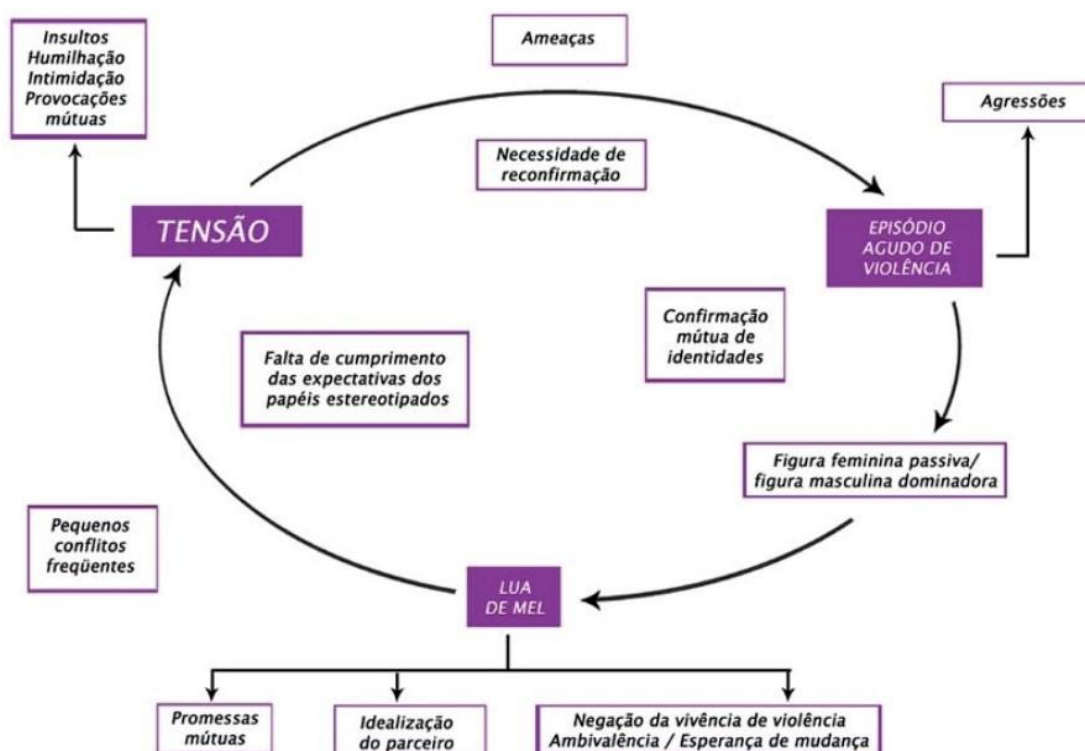 Insultos
Humilhação
Intimidação
Provocações
mútuas
Ameaças
Agressões
Necessidade de
reconfirmação
TENSÃO
EPISÓDIO
AGUDO DE
VIOLÊNCIA
Confirmação
mútua de
identidades
Falta de cumprimento
das expectativas dos
papéis estereotipados
Figura feminina passiva/
figura masculina dominadora
Pequenos
conflitos
freqüentes
LUA
DE MEL
Promessas
mútuas
Idealização
do parceiro
Negação da vivência de violência
Ambivalência / Esperança de mudança